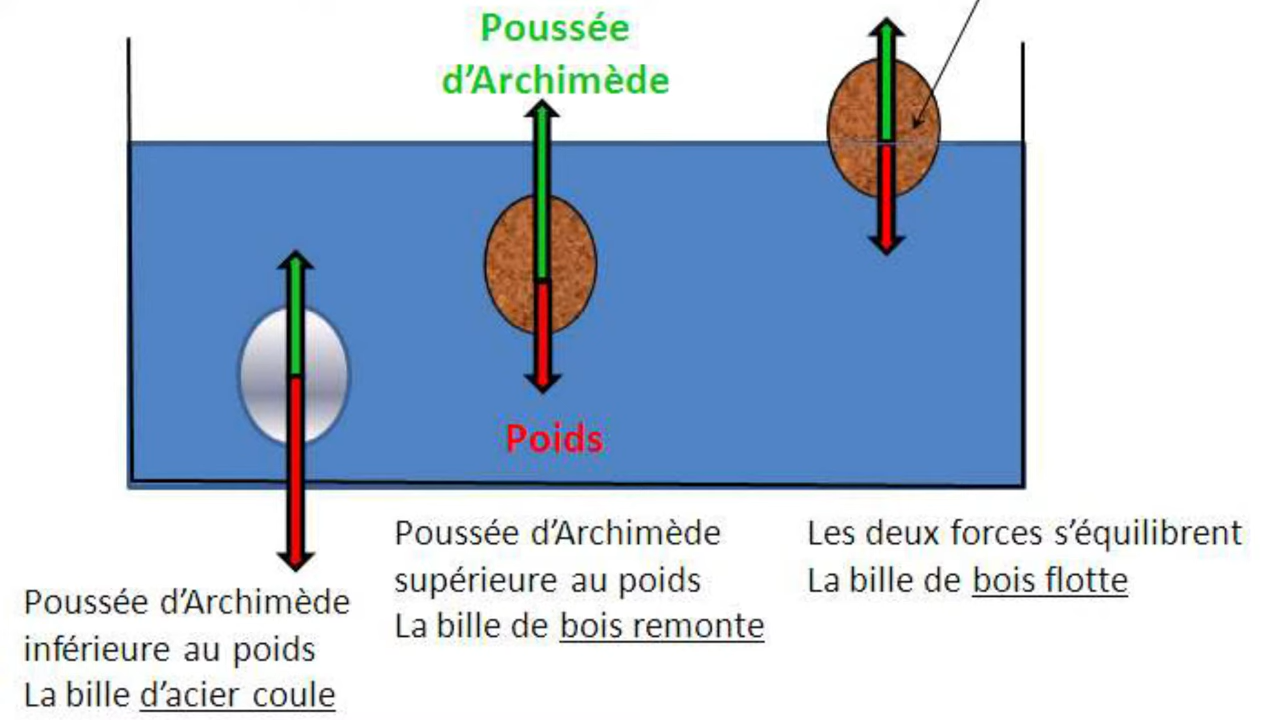 Poussée
d’Archimède
Poids
Poussée d’Archimède
inférieure au poids
La bille d’acier coule
Poussée d’Archimède
supérieure au poids
La bille de bois remonte
Les deux forces s’équilibrent
La bille de bois flotte